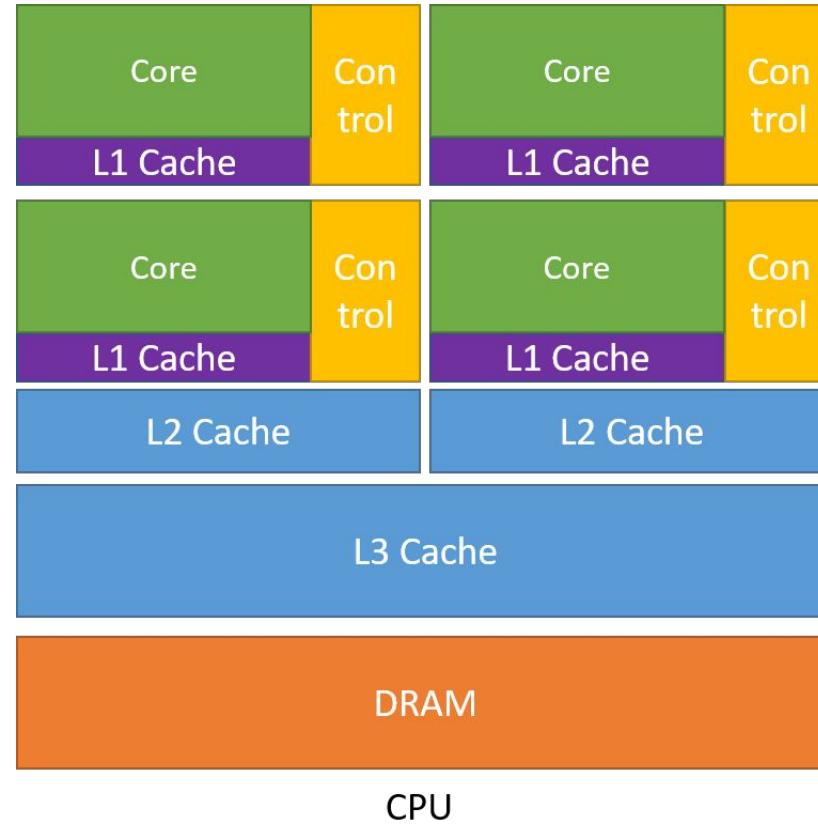 Core
Con
trol
Core
Con
trol
L1 Cache
L1 Cache
Core
Con
trol
Core
Con
trol
L1 Cache
L1 Cache
L2 Cache
L2 Cache
L3 Cache
DRAM
CPU